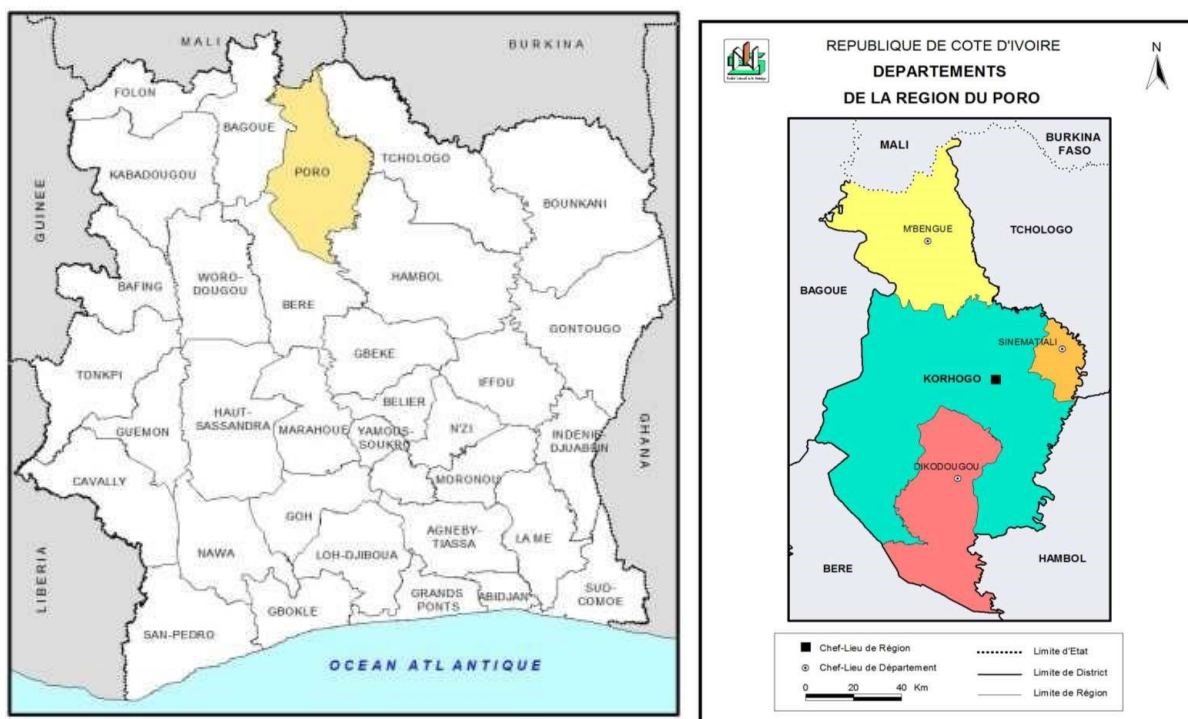 MALI
BURKINA
FOLON
BAGOUE
PORO
TCHOLOGO
KABADOUGOU
BOUNKANI
GUINEE
WORO-
DOUGOU
HAMBOL
BAFING
BERE
GONTOUGO
GBEKE
TONKPI
IFFOU
HAUT-
SASSANDRA
BELIER
GUEMON
MARAHOUE
YAMOUS-
SOUKRO
N'ZI
INDENIE-
DJUABLIN
GHANA
CAVALLY
MORONOU
GOH
AGNEBY-
TIASSA
LA ME
NAWA
LOH-DJIBOUA
LIBERIA
GBOKLE
GRANDS
PONTS
ABIDJAN
SUD-
COMOE
SAN-PEDRO
OCEAN ATLANTIQUE
REPUBLIQUE DE COTE D'IVOIRE
DEPARTEMENTS
DE LA REGION DU PORO
N
MALI
BURKINA
FASO
M'BENGUE
TCHOLOGO
BAGOUE
SINEMATIALI
KORHOGO
DIKODOUGOU
BERE
HAMBOL
Chef-Lieu de Région
Chef-Lieu de Département
0 20 40 Km
Limite d'Etat
Limite de District
Limite de Région